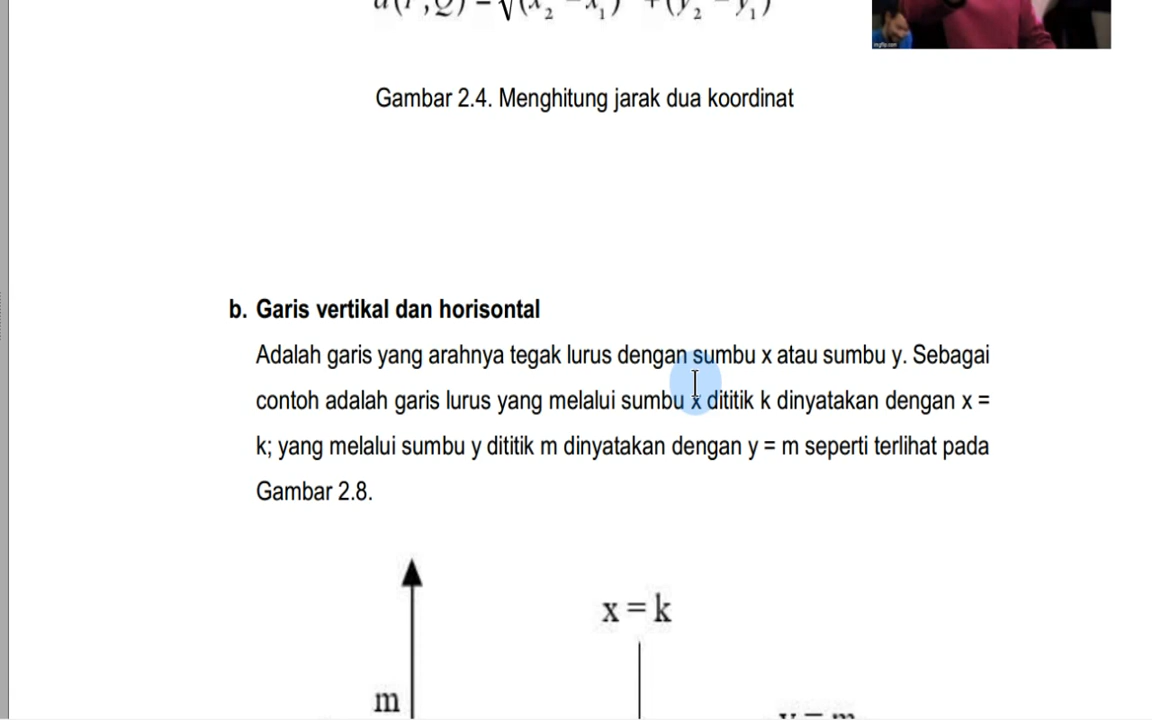 Gambar 2.4. Menghitung jarak dua koordinat
b. Garis vertikal dan horisontal
Adalah garis yang arahnya tegak lurus dengan sumbu x atau sumbu y. Sebagai
contoh adalah garis lurus yang melalui sumbu x dititik k dinyatakan dengan x =
k; yang melalui sumbu y dititik m dinyatakan dengan y = m seperti terlihat pada
Gambar 2.8.
x = k
m